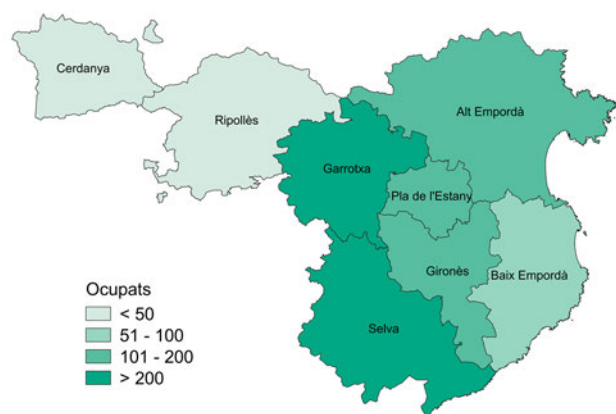 Cerdanya
Ripollès
Alt Empordà
Garrotxa
Pla de l'Estany
Gironès
Baix Empordà
Selva
Ocupats
< 50
51 - 100
101 - 200
> 200